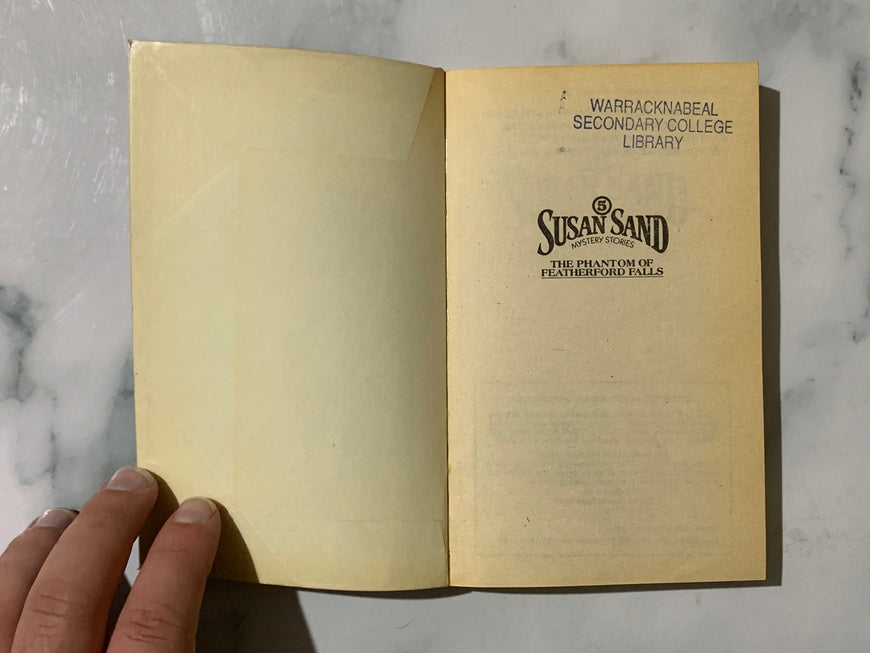 WARRACKNABEAL
SECONDARY COLLEGE
LIBRARY
5
SUSAN SAND
MYSTERY STORIES
THE PHANTOM OF
FEATHERFORD FALLS